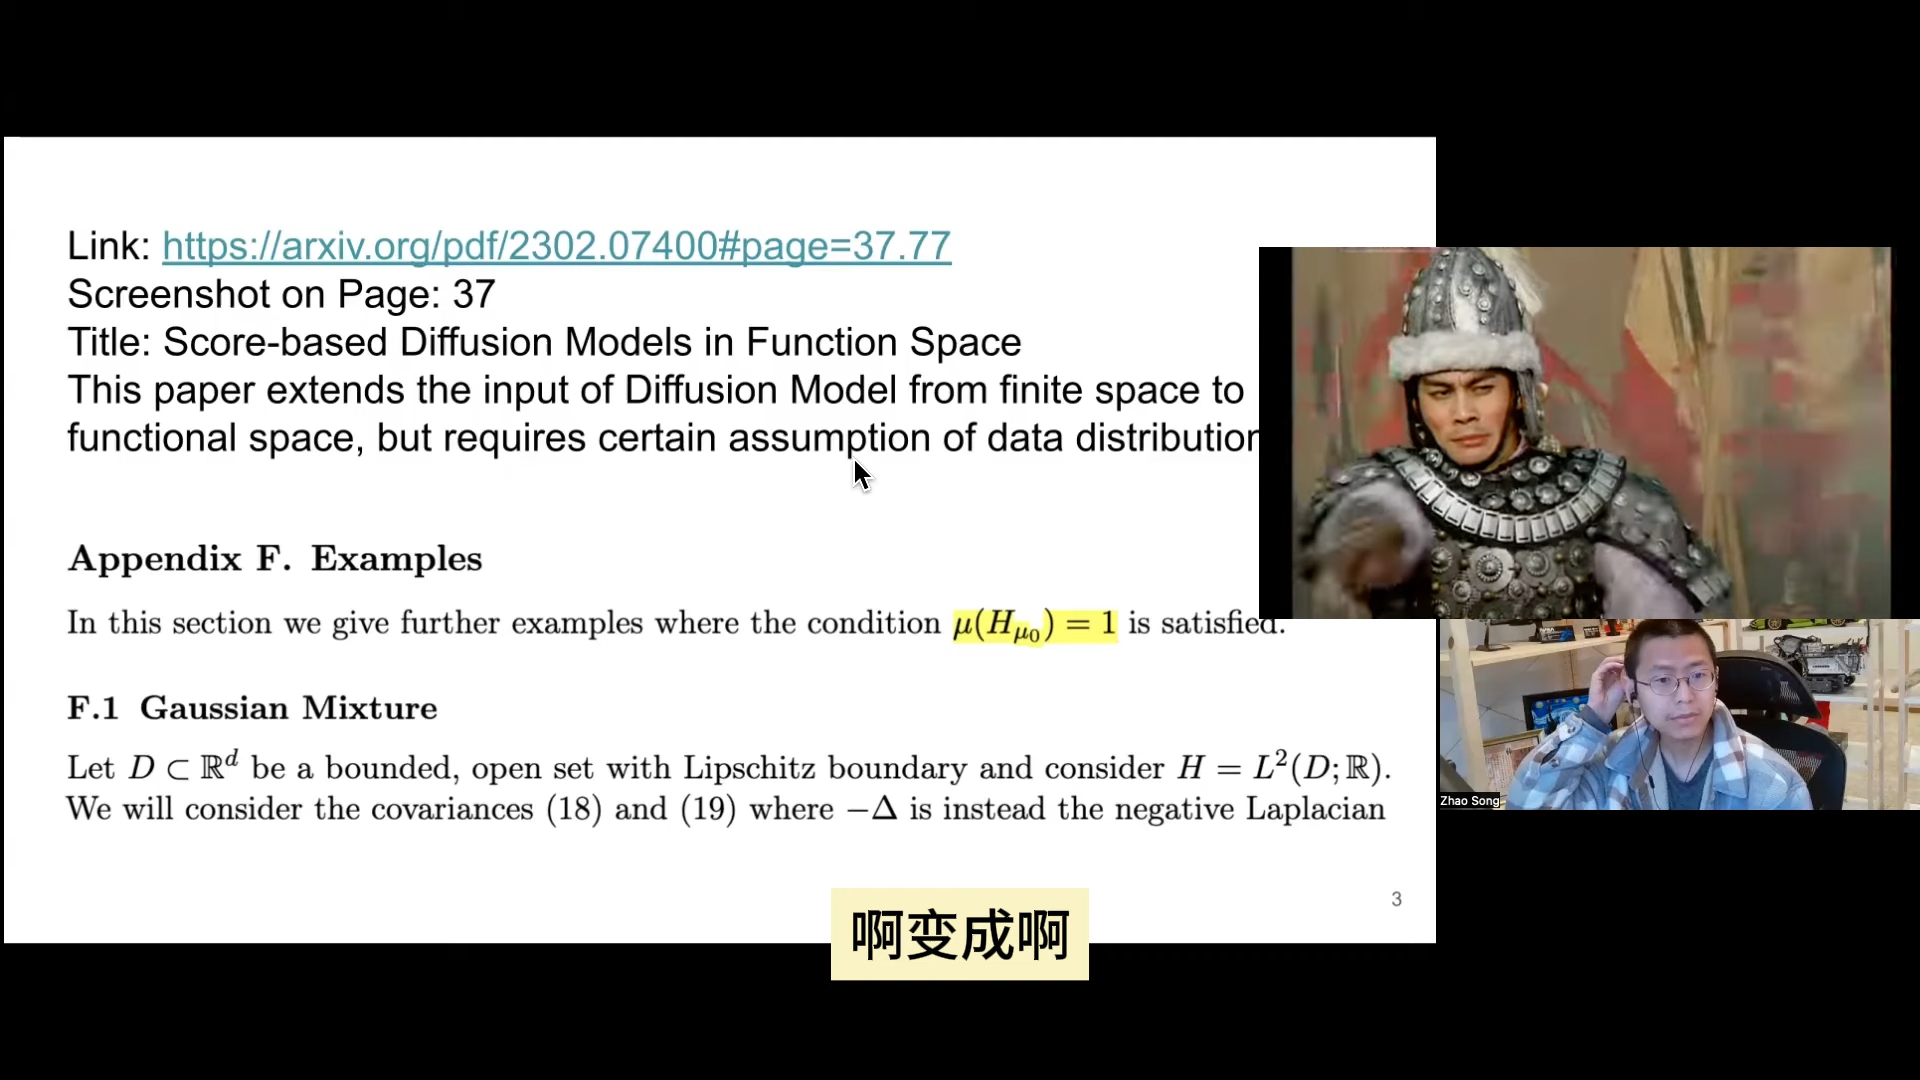 Link: https://arxiv.org/pdf/2302.07400#page=37.77
Screenshot on Page: 37
Title: Score-based Diffusion Models in Function Space
This paper extends the input of Diffusion Model from finite space to
functional space, but requires certain assumption of data distribution
Appendix F. Examples
In this section we give further examples where the condition μ(H_{μ_0}) = 1 is satisfied.
F.1 Gaussian Mixture
Let D ⊂ ℝ^d be a bounded, open set with Lipschitz boundary and consider H = L²(D; ℝ).
We will consider the covariances (18) and (19) where −Δ is instead the negative Laplacian
3
Zhao Song
啊变成啊